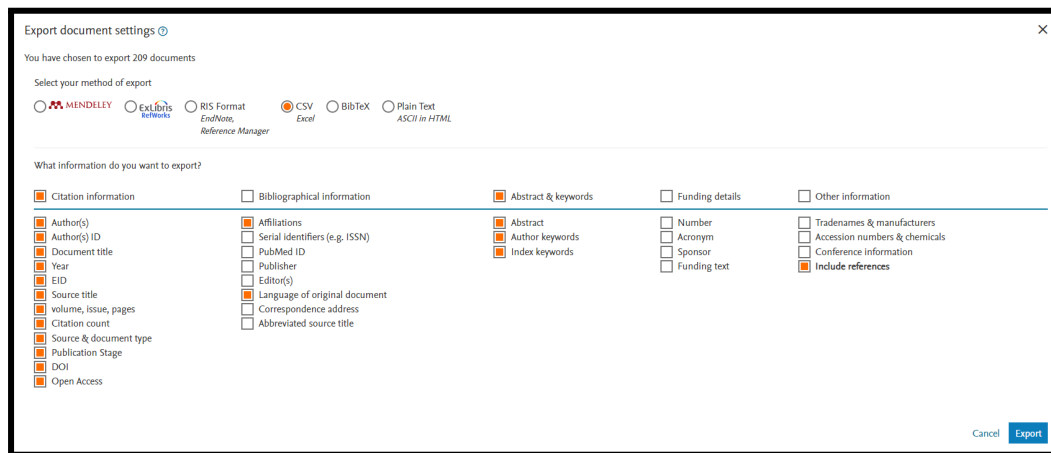 Export document settings ?
You have chosen to export 209 documents
Select your method of export
MENDELEY
ExLibris
RefWorks
RIS Format
EndNote,
Reference Manager
CSV
Excel
BibTeX
Plain Text
ASCII in HTML
What information do you want to export?
Citation information
Author(s)
Author(s) ID
Document title
Year
EID
Source title
volume, issue, pages
Citation count
Source & document type
Publication Stage
DOI
Open Access
Bibliographical information
Affiliations
Serial identifiers (e.g. ISSN)
PubMed ID
Publisher
Editor(s)
Language of original document
Correspondence address
Abbreviated source title
Abstract & keywords
Abstract
Author keywords
Index keywords
Funding details
Number
Acronym
Sponsor
Funding text
Other information
Tradenames & manufacturers
Accession numbers & chemicals
Conference information
Include references
Cancel
Export